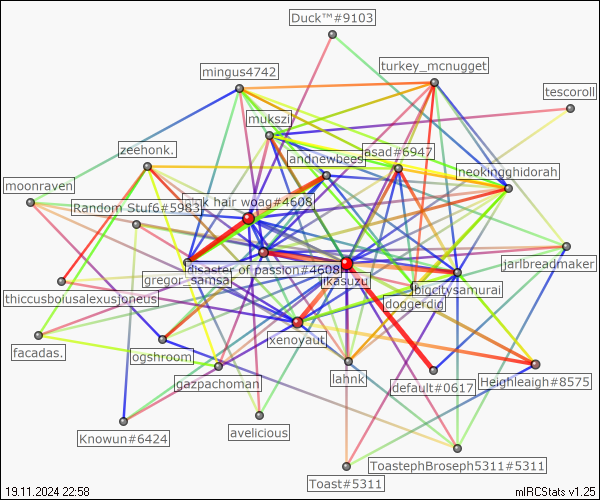 Duck™#9103
turkey_mcnugget
mingus4742
tescoroll
mukszi
zeehonk.
asad#6947
andnewbees
neokingghidorah
moonraven
hair woag#4608
Random Stuf6#5983
jarlbreadmaker
disaster of passion#4608
gregor_samsa
jikasuzu
bigcitysamurai
thiccusboiusalexusjoneus
doggerdig
xenoyaut
facadas.
ogshroom
lahnk
gazpachoman
default#0617
Heighleaigh#8575
avelicious
Knowun#6424
ToastephBroseph5311#5311
Toast#5311
19.11.2024 22:58
mIRCStats v1.25